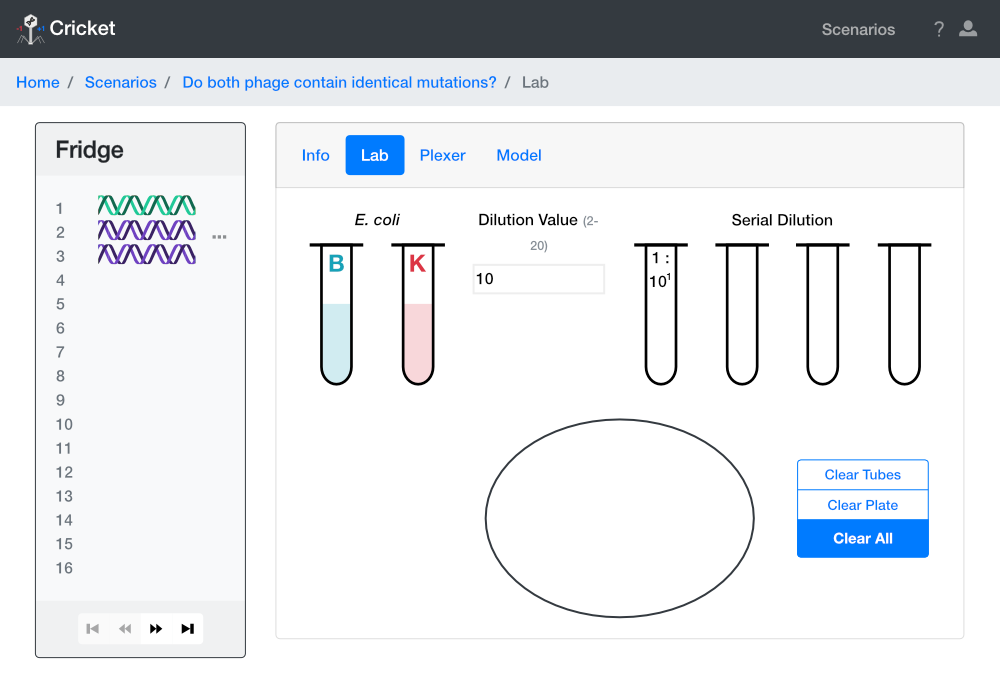 Cricket
Scenarios ?
Home / Scenarios / Do both phage contain identical mutations? / Lab
Fridge
1
2 ...
3
4
5
6
7
8
9
10
11
12
13
14
15
16
Info Lab Plexer Model
E. coli
B K
Dilution Value (2-
20)
10
Serial Dilution
1 :
10¹
Clear Tubes
Clear Plate
Clear All